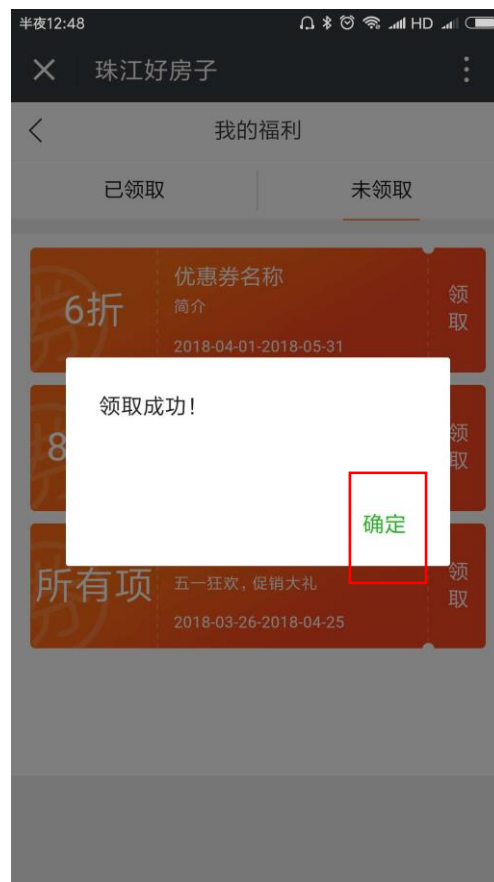 半夜12:48
HD
珠江好房子
我的福利
已领取
未领取
6折
优惠券名称
简介
2018-04-01-2018-05-31
领取
领取成功!
确定
8
领取
所有项
五一狂欢,促销大礼
2018-03-26-2018-04-25
领取